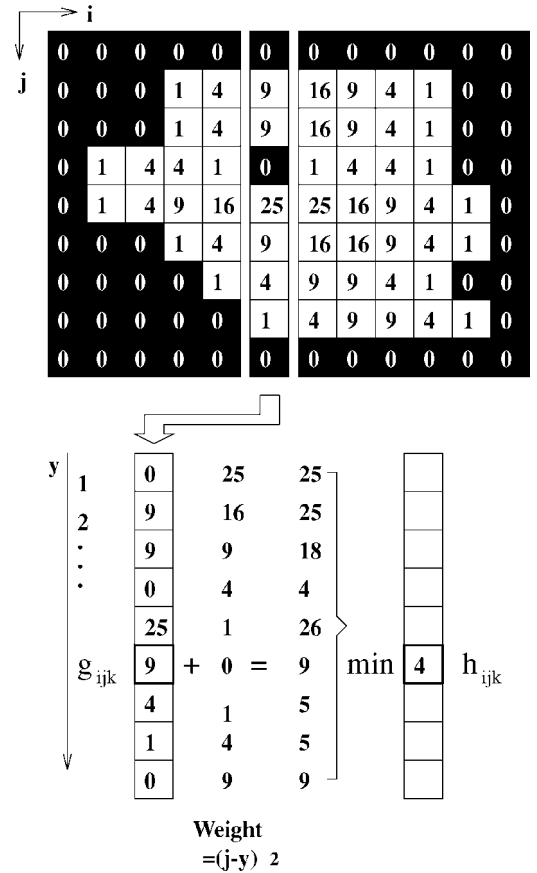 i
j
0 0 0 0 0 0 0 0 0 0 0 0
0 0 0 1 4 9 16 9 4 1 0 0
0 0 0 1 4 9 16 9 4 1 0 0
0 1 4 4 1 0 1 4 4 1 0 0
0 1 4 9 16 25 25 16 9 4 1 0
0 0 0 1 4 9 16 16 9 4 1 0
0 0 0 0 1 4 9 9 4 1 0 0
0 0 0 0 0 1 4 9 9 4 1 0
0 0 0 0 0 0 0 0 0 0 0 0
y
1 0 25 25
2 9 16 25
. 9 9 18
. 0 4 4
. 25 1 26
g ijk 9 + 0 = 9 min 4 h ijk
4 1 5
1 4 5
0 9 9
Weight
=(j-y) 2